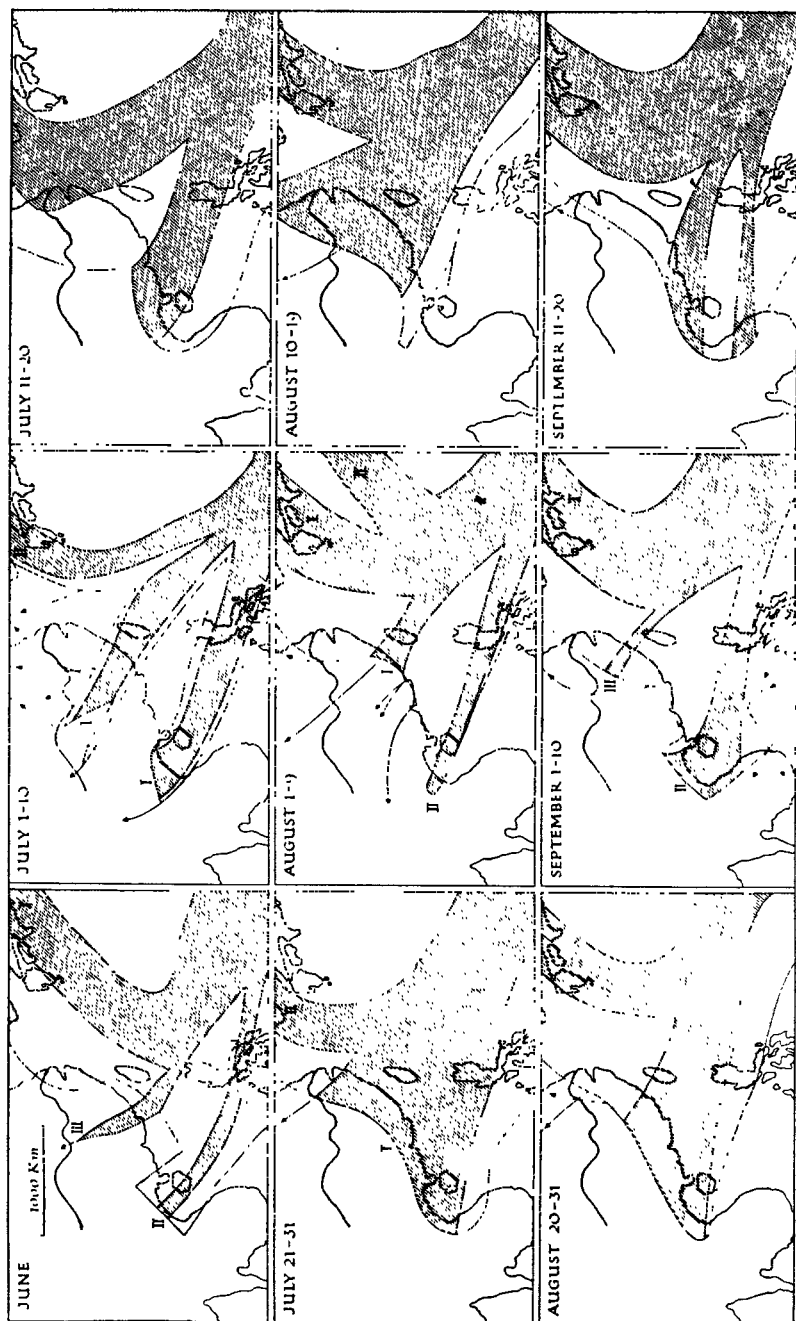 JUNE
1000 Km
I
III
II
JULY 1-10
II
I
I
JULY 11-20
JULY 21-31
II
I
AUGUST 1-9
I
I
II
AUGUST 10-19
AUGUST 20-31
SEPTEMBER 1-10
I
III
II
SEPTEMBER 11-20